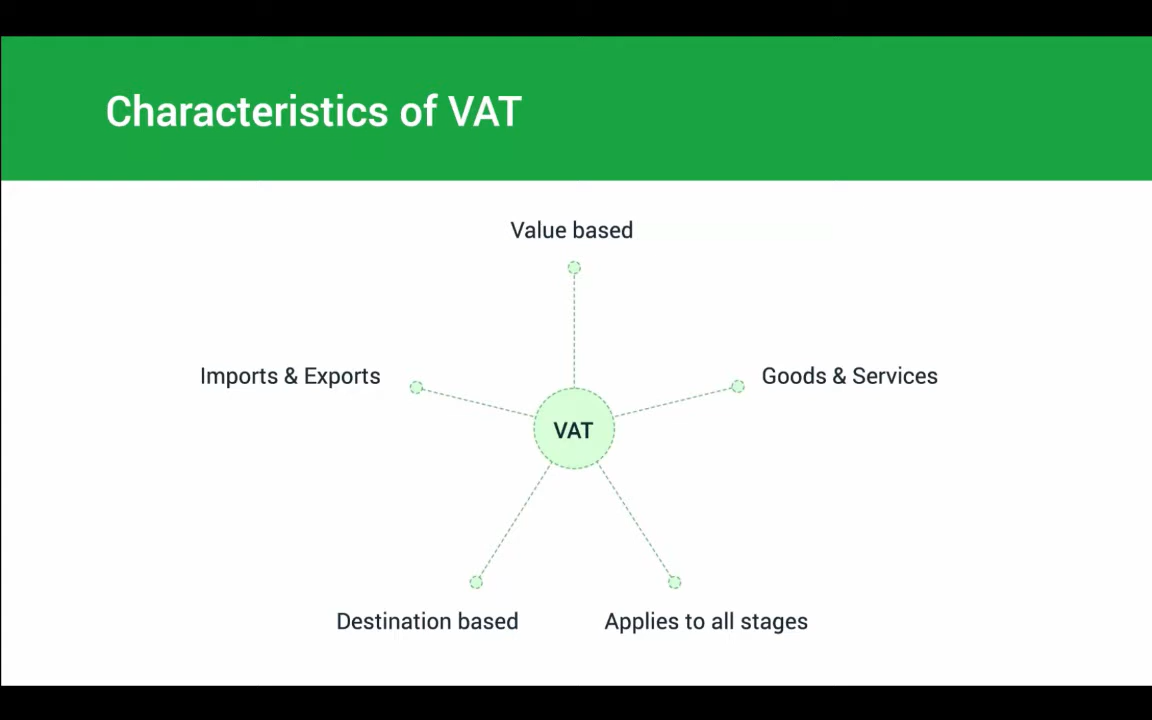 Characteristics of VAT
Value based
Imports & Exports
Goods & Services
VAT
Destination based
Applies to all stages